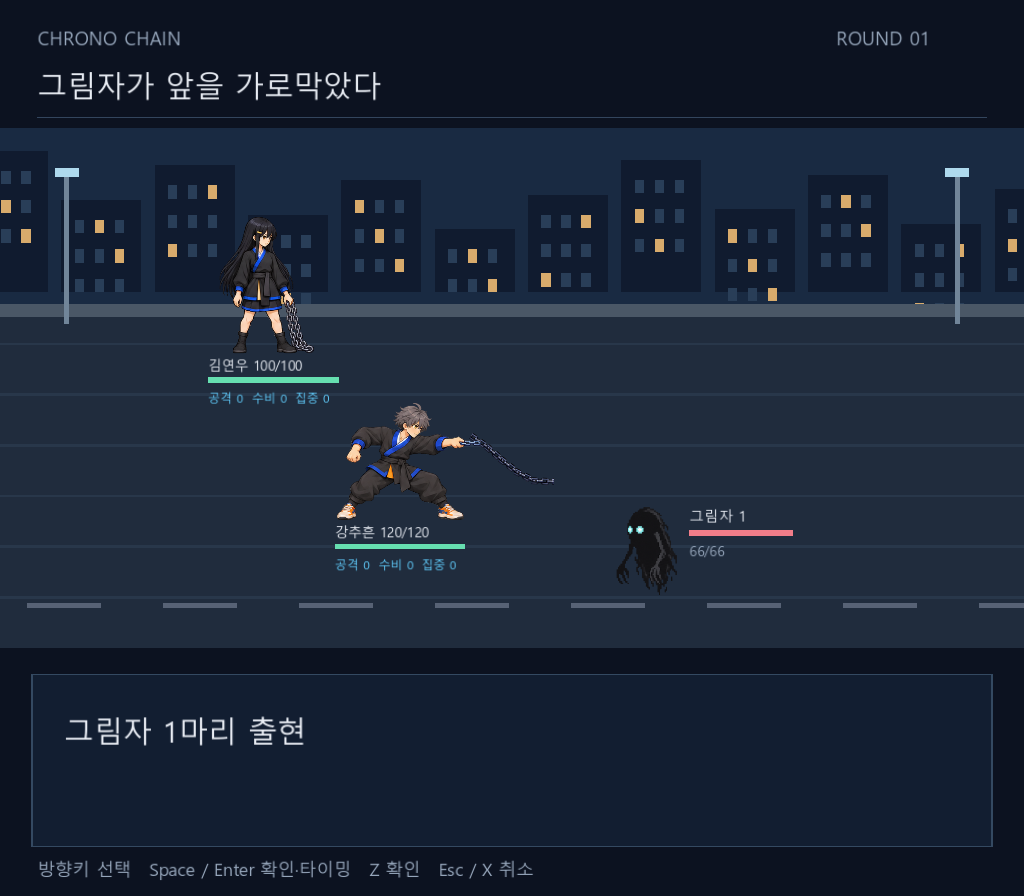 CHRONO CHAIN
ROUND 01
그림자가 앞을 가로막았다
김연우 100/100
공격 0 수비 0 집중 0
강추흔 120/120
공격 0 수비 0 집중 0
그림자 1
66/66
그림자 1마리 출현
방향키 선택 Space / Enter 확인·타이밍 Z 확인 Esc / X 취소